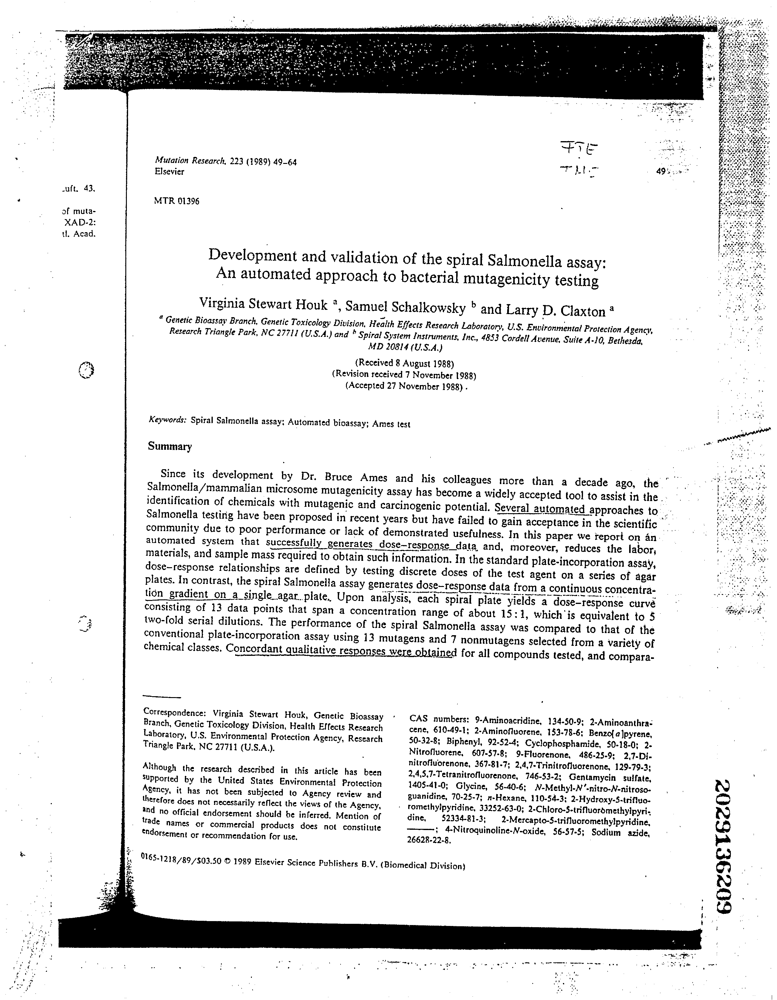 Mutation Research, 223 (1989) 49–64
Elsevier
49
MTR 01396
.uft. 43.
of muta-
XAD-2:
tl. Acad.
Development and validation of the spiral Salmonella assay:
An automated approach to bacterial mutagenicity testing
Virginia Stewart Houk a, Samuel Schalkowsky b and Larry D. Claxton a
a Genetic Bioassay Branch, Genetic Toxicology Division, Health Effects Research Laboratory, U.S. Environmental Protection Agency,
Research Triangle Park, NC 27711 (U.S.A.) and b Spiral System Instruments, Inc., 4853 Cordell Avenue, Suite A-10, Bethesda,
MD 20814 (U.S.A.)
(Received 8 August 1988)
(Revision received 7 November 1988)
(Accepted 27 November 1988)
Keywords: Spiral Salmonella assay; Automated bioassay; Ames test
Summary
Since its development by Dr. Bruce Ames and his colleagues more than a decade ago, the
Salmonella/mammalian microsome mutagenicity assay has become a widely accepted tool to assist in the
identification of chemicals with mutagenic and carcinogenic potential. Several automated approaches to
Salmonella testing have been proposed in recent years but have failed to gain acceptance in the scientific
community due to poor performance or lack of demonstrated usefulness. In this paper we report on an
automated system that successfully generates dose–response data and, moreover, reduces the labor,
materials, and sample mass required to obtain such information. In the standard plate-incorporation assay,
dose–response relationships are defined by testing discrete doses of the test agent on a series of agar
plates. In contrast, the spiral Salmonella assay generates dose–response data from a continuous concentra-
tion gradient on a single agar plate. Upon analysis, each spiral plate yields a dose–response curve
consisting of 13 data points that span a concentration range of about 15:1, which is equivalent to 5
two-fold serial dilutions. The performance of the spiral Salmonella assay was compared to that of the
conventional plate-incorporation assay using 13 mutagens and 7 nonmutagens selected from a variety of
chemical classes. Concordant qualitative responses were obtained for all compounds tested, and compara-
Correspondence: Virginia Stewart Houk, Genetic Bioassay
Branch, Genetic Toxicology Division, Health Effects Research
Laboratory, U.S. Environmental Protection Agency, Research
Triangle Park, NC 27711 (U.S.A.).
Although the research described in this article has been
supported by the United States Environmental Protection
Agency, it has not been subjected to Agency review and
therefore does not necessarily reflect the views of the Agency,
and no official endorsement should be inferred. Mention of
trade names or commercial products does not constitute
endorsement or recommendation for use.
CAS numbers: 9-Aminoacridine, 134-50-9; 2-Aminoanthra-
cene, 610-49-1; 2-Aminofluorene, 153-78-6; Benzo[a]pyrene,
50-32-8; Biphenyl, 92-52-4; Cyclophosphamide, 50-18-0; 2-
Nitrofluorene, 607-57-8; 9-Fluorenone, 486-25-9; 2,7-Di-
nitrofluorenone, 367-81-7; 2,4,7-Trinitrofluorenone, 129-79-3;
2,4,5,7-Tetranitrofluorenone, 746-53-2; Gentamycin sulfate,
1405-41-0; Glycine, 56-40-6; N-Methyl-N'-nitro-N-nitroso-
guanidine, 70-25-7; n-Hexane, 110-54-3; 2-Hydroxy-5-trifluo-
romethylpyridine, 33252-63-0; 2-Chloro-5-trifluoromethylpyri-
dine, 52334-81-3; 2-Mercapto-5-trifluoromethylpyridine,
———; 4-Nitroquinoline-N-oxide, 56-57-5; Sodium azide,
26628-22-8.
0165-1218/89/$03.50 © 1989 Elsevier Science Publishers B.V. (Biomedical Division)
2029136209